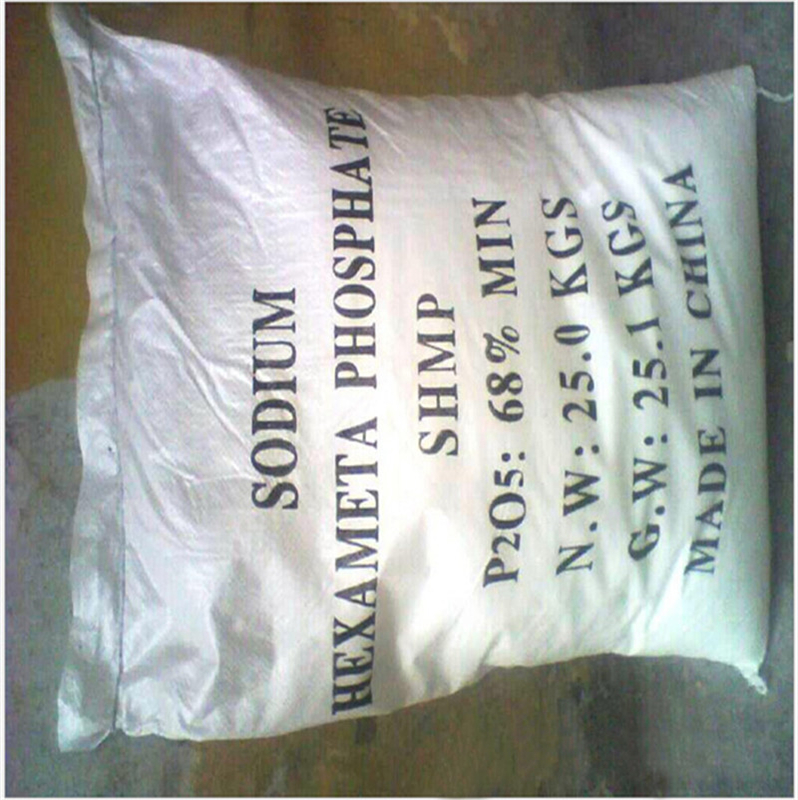 SODIUM
HEXAMETA PHOSPHATE
SHMP
P2O5: 68% MIN
N.W: 25.0 KGS
G.W: 25.1 KGS
MADE IN CHINA